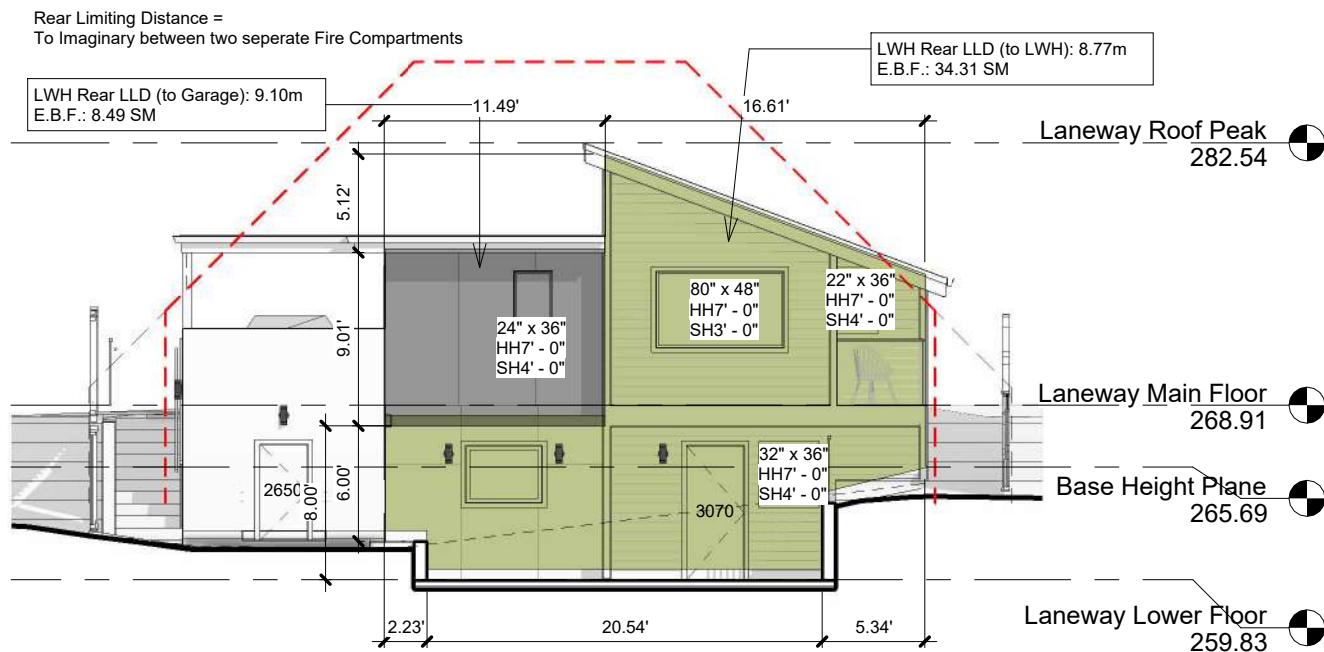 Rear Limiting Distance =
To Imaginary between two seperate Fire Compartments
LWH Rear LLD (to LWH): 8.77m
E.B.F.: 34.31 SM
LWH Rear LLD (to Garage): 9.10m
E.B.F.: 8.49 SM
11.49'
16.61'
Laneway Roof Peak
282.54
5.12'
9.01'
24" x 36"
HH7' - 0"
SH4' - 0"
80" x 48"
HH7' - 0"
SH3' - 0"
22" x 36"
HH7' - 0"
SH4' - 0"
Laneway Main Floor
268.91
32" x 36"
HH7' - 0"
SH4' - 0"
2650
8.00'
6.00'
3070
Base Height Plane
265.69
2.23'
20.54'
5.34'
Laneway Lower Floor
259.83